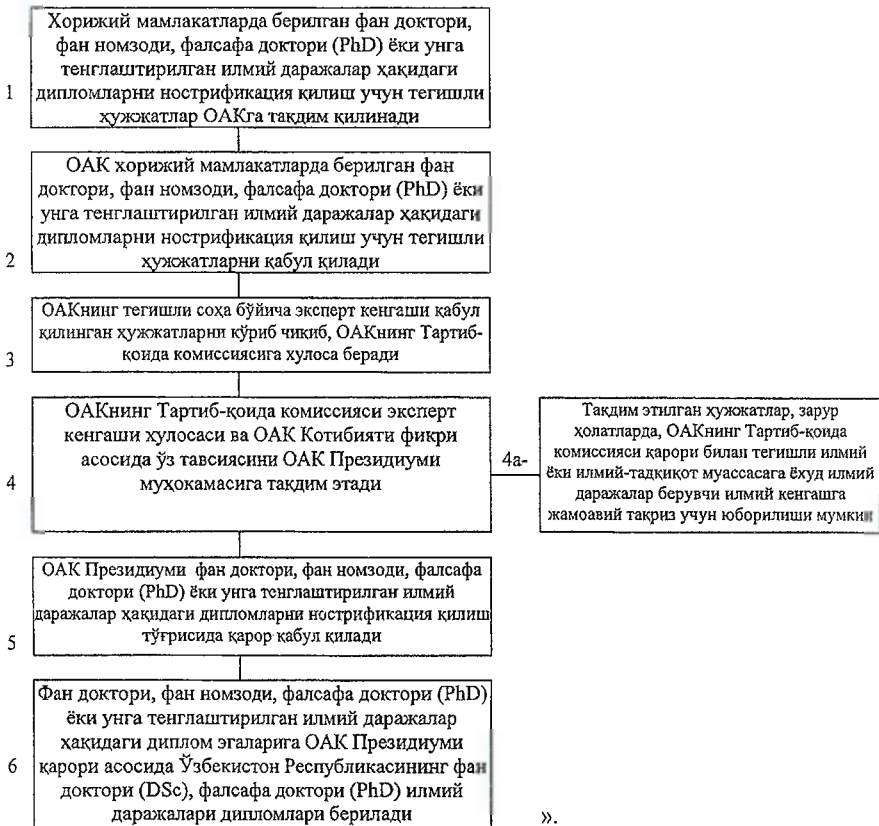 Хорижий мамлакатларда берилган фан доктори,
фан номзоди, фалсафа доктори (PhD) ёки унга
тенглаштирилган илмий даражалар ҳақидаги
1 дипломларни нострификация қилиш учун тегишли
ҳужжатлар ОАКга тақдим қилинади
ОАК хорижий мамлакатларда берилган фан
доктори, фан номзоди, фалсафа доктори (PhD) ёки
унга тенглаштирилган илмий даражалар ҳақидаги
дипломларни нострификация қилиш учун тегишли
2 ҳужжатларни қабул қилади
ОАКнинг тегишли соҳа бўйича эксперт кенгаши қабул
қилинган ҳужжатларни кўриб чиқиб, ОАКнинг Тартиб-
3 қоида комиссиясига хулоса беради
ОАКнинг Тартиб-қоида комиссияси эксперт
кенгаши хулосаси ва ОАК Котибияти фикри
асосида ўз тавсиясини ОАК Президиуми
4 муҳокамасига тақдим этади
4а-
Тақдим этилган ҳужжатлар, зарур
ҳолатларда, ОАКнинг Тартиб-қоида
комиссияси қарори билан тегишли илмий
ёки илмий-тадқиқот муассасага ёхуд илмий
даражалар берувчи илмий кенгашга
жамоавий тақриз учун юборилиши мумкин
ОАК Президиуми фан доктори, фан номзоди, фалсафа
доктори (PhD) ёки унга тенглаштирилган илмий
даражалар ҳақидаги дипломларни нострификация қилиш
5 тўғрисида қарор қабул қилади
Фан доктори, фан номзоди, фалсафа доктори (PhD)
ёки унга тенглаштирилган илмий даражалар
ҳақидаги диплом эгаларига ОАК Президиуми
6 қарори асосида Ўзбекистон Республикасининг фан
доктори (DSc), фалсафа доктори (PhD) илмий
даражалари дипломлари берилади
».